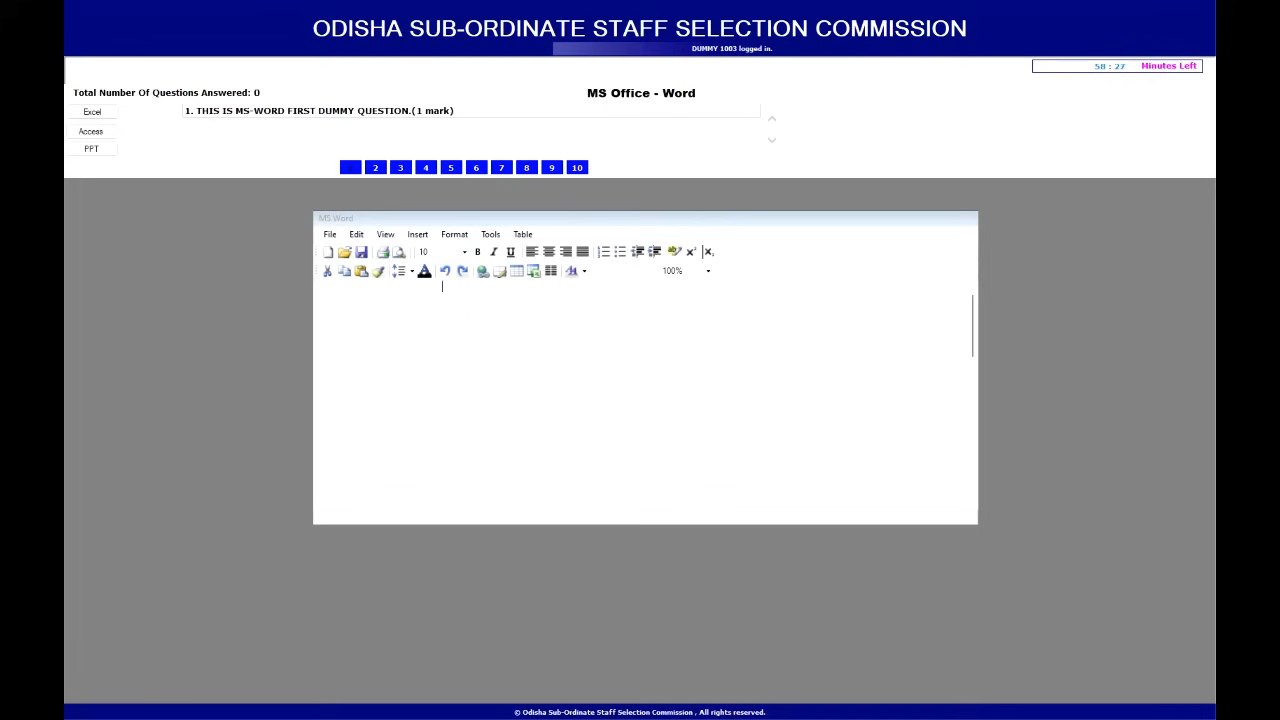 ODISHA SUB-ORDINATE STAFF SELECTION COMMISSION
DUMMY 1003 logged in.
58 : 27 Minutes Left
Total Number Of Questions Answered: 0
MS Office - Word
Excel
1. THIS IS MS-WORD FIRST DUMMY QUESTION.(1 mark)
Access
PPT
2 3 4 5 6 7 8 9 10
MS Word
File Edit View Insert Format Tools Table
10 B I U
100%
© Odisha Sub-Ordinate Staff Selection Commission , All rights reserved.